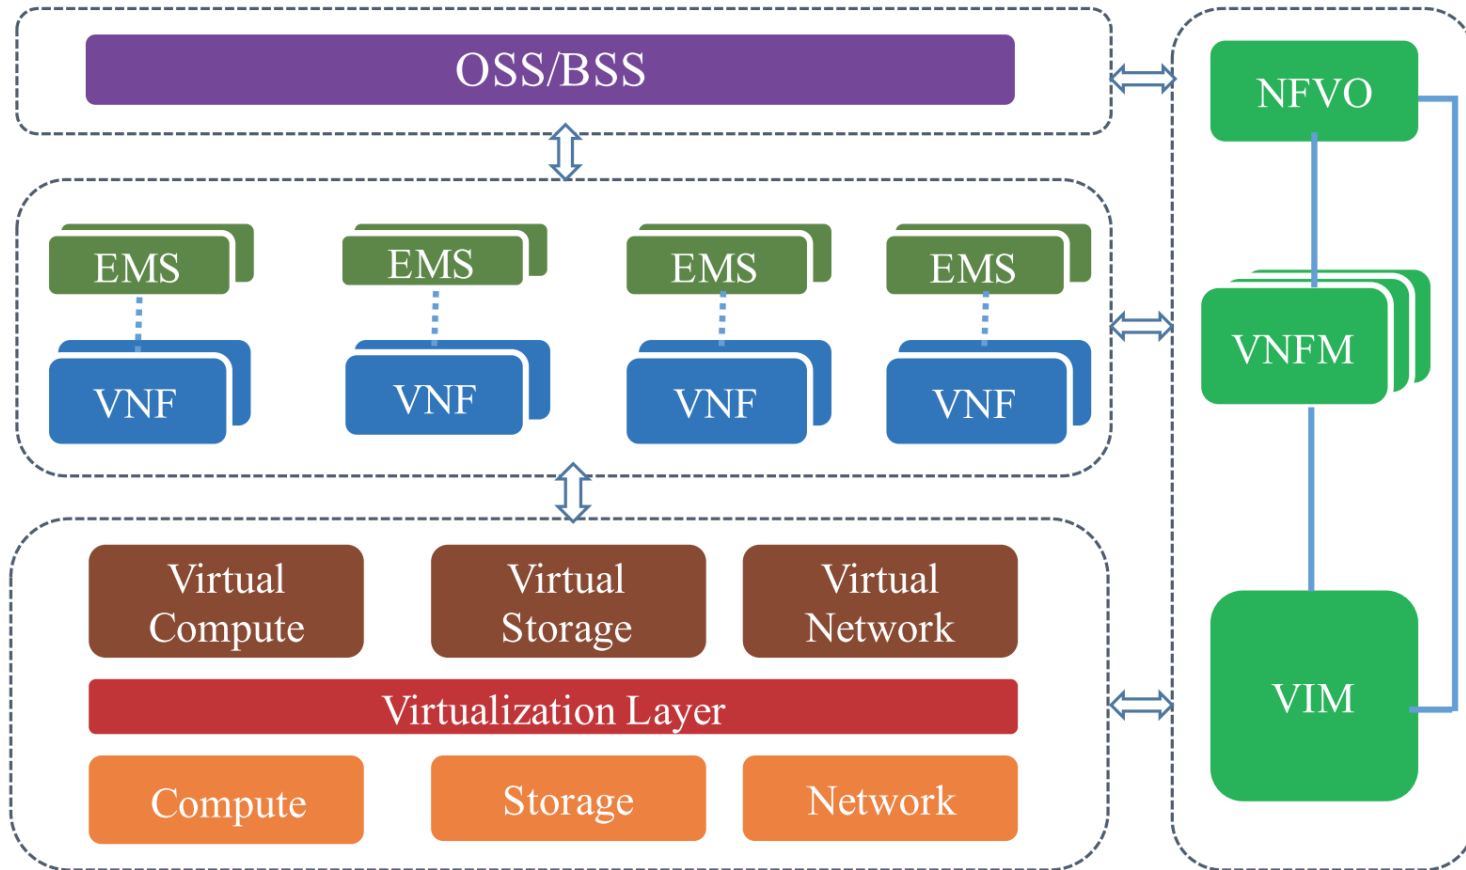 OSS/BSS
NFVO
EMS
EMS
EMS
EMS
VNF
VNF
VNF
VNF
VNFM
Virtual
Compute
Virtual
Storage
Virtual
Network
Virtualization Layer
VIM
Compute
Storage
Network